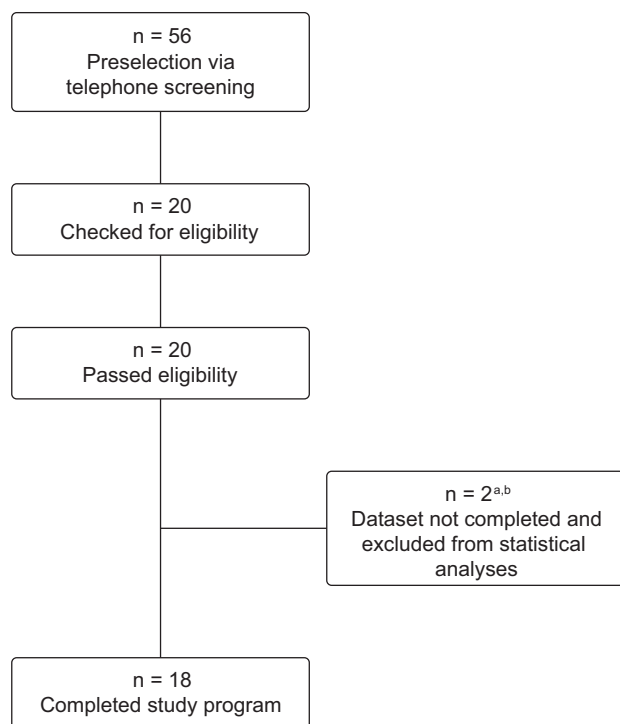 n = 56
Preselection via
telephone screening
n = 20
Checked for eligibility
n = 20
Passed eligibility
n = 2a,b
Dataset not completed and
excluded from statistical
analyses
n = 18
Completed study program